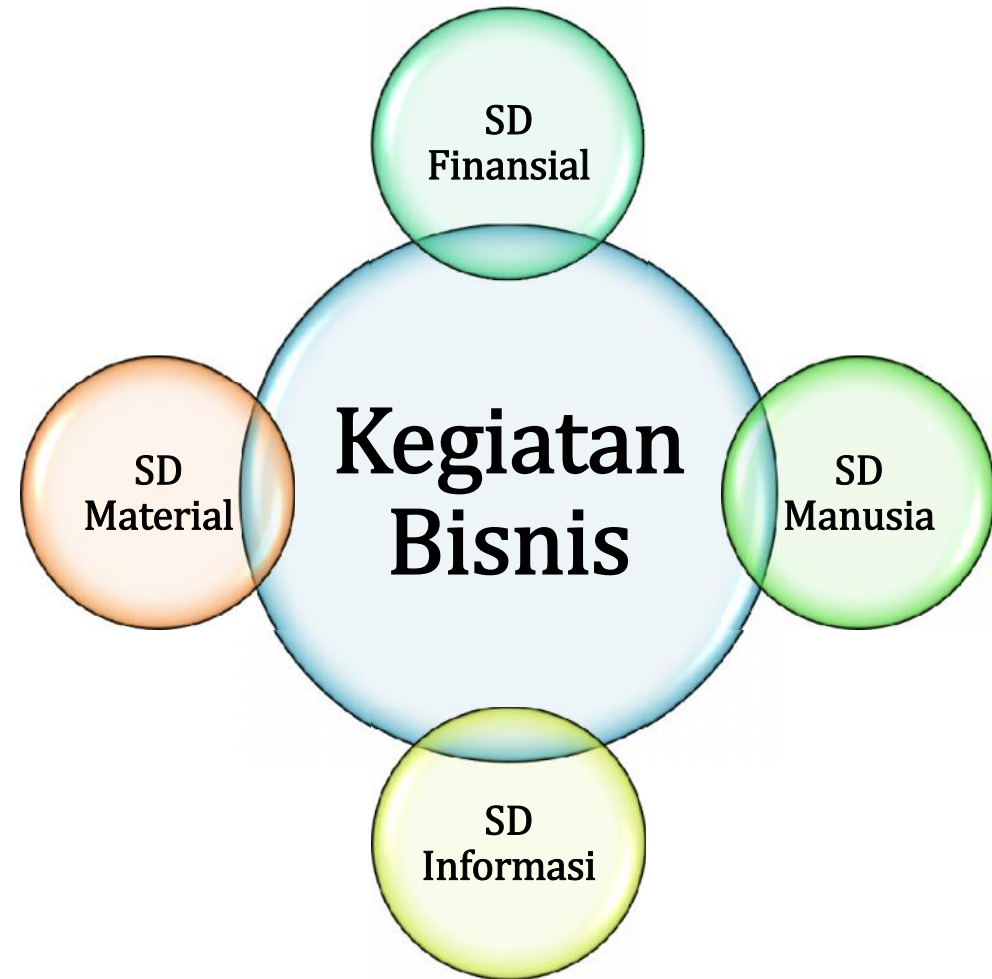 SD
Finansial
SD
Material
Kegiatan
Bisnis
SD
Manusia
SD
Informasi